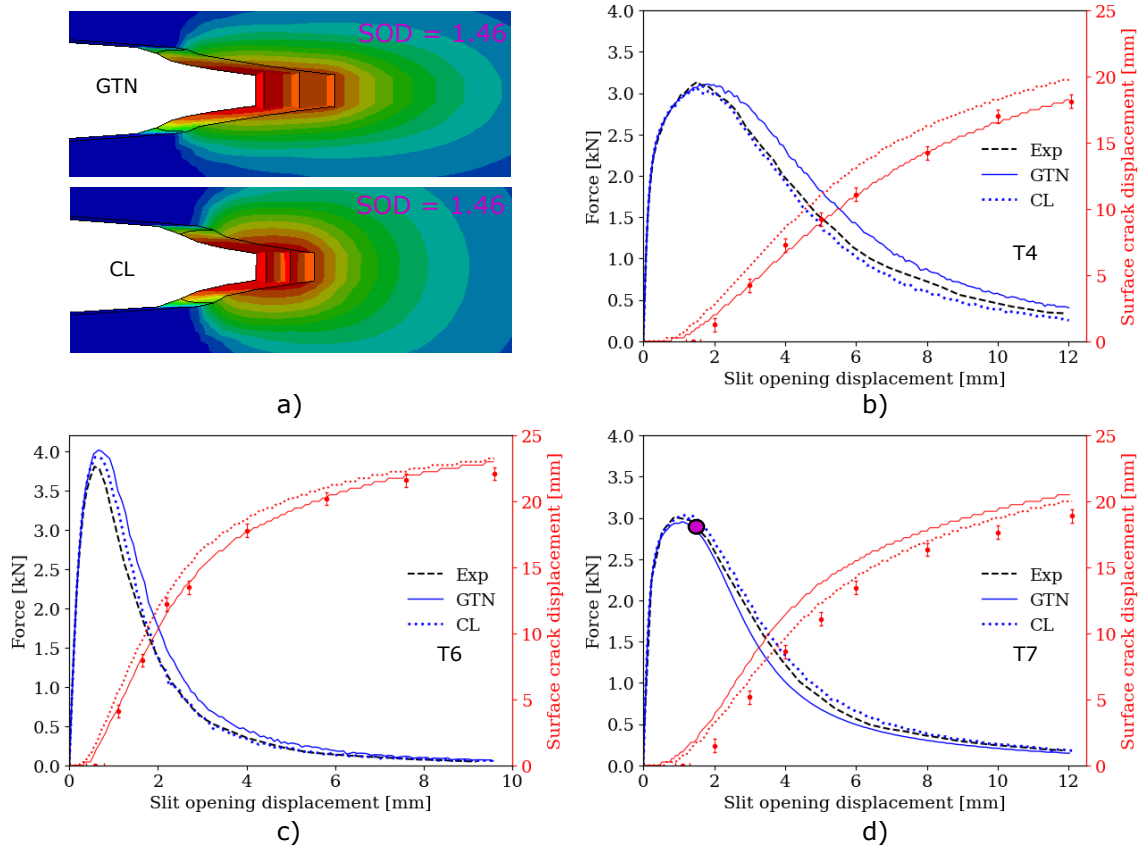 SOD = 1.46
GTN
SOD = 1.46
CL
a)
4.0
3.5
3.0
2.5
2.0
1.5
1.0
0.5
0.0
Force [kN]
0 2 4 6 8 10 12
Slit opening displacement [mm]
25
20
15
10
5
0
Surface crack displacement [mm]
Exp
GTN
CL
T4
b)
4.0
3.5
3.0
2.5
2.0
1.5
1.0
0.5
0.0
Force [kN]
0 2 4 6 8 10
Slit opening displacement [mm]
25
20
15
10
5
0
Surface crack displacement [mm]
Exp
GTN
CL
T6
c)
4.0
3.5
3.0
2.5
2.0
1.5
1.0
0.5
0.0
Force [kN]
0 2 4 6 8 10 12
Slit opening displacement [mm]
25
20
15
10
5
0
Surface crack displacement [mm]
Exp
GTN
CL
T7
d)